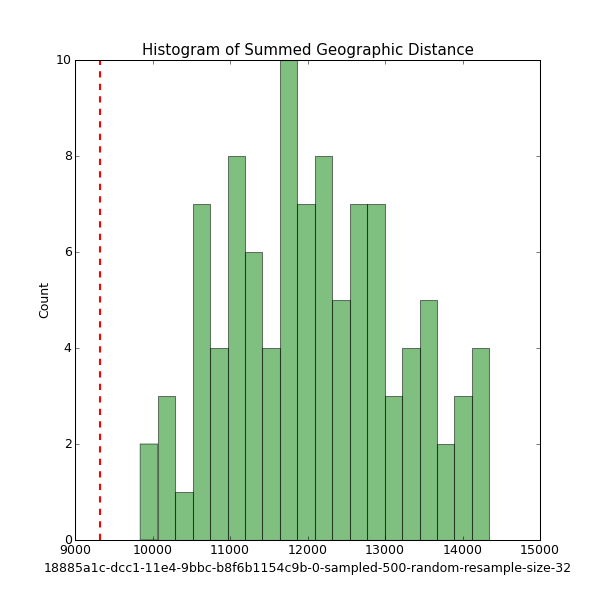 Histogram of Summed Geographic Distance
10
8
6
4
2
0
Count
9000 10000 11000 12000 13000 14000 15000
18885a1c-dcc1-11e4-9bbc-b8f6b1154c9b-0-sampled-500-random-resample-size-32